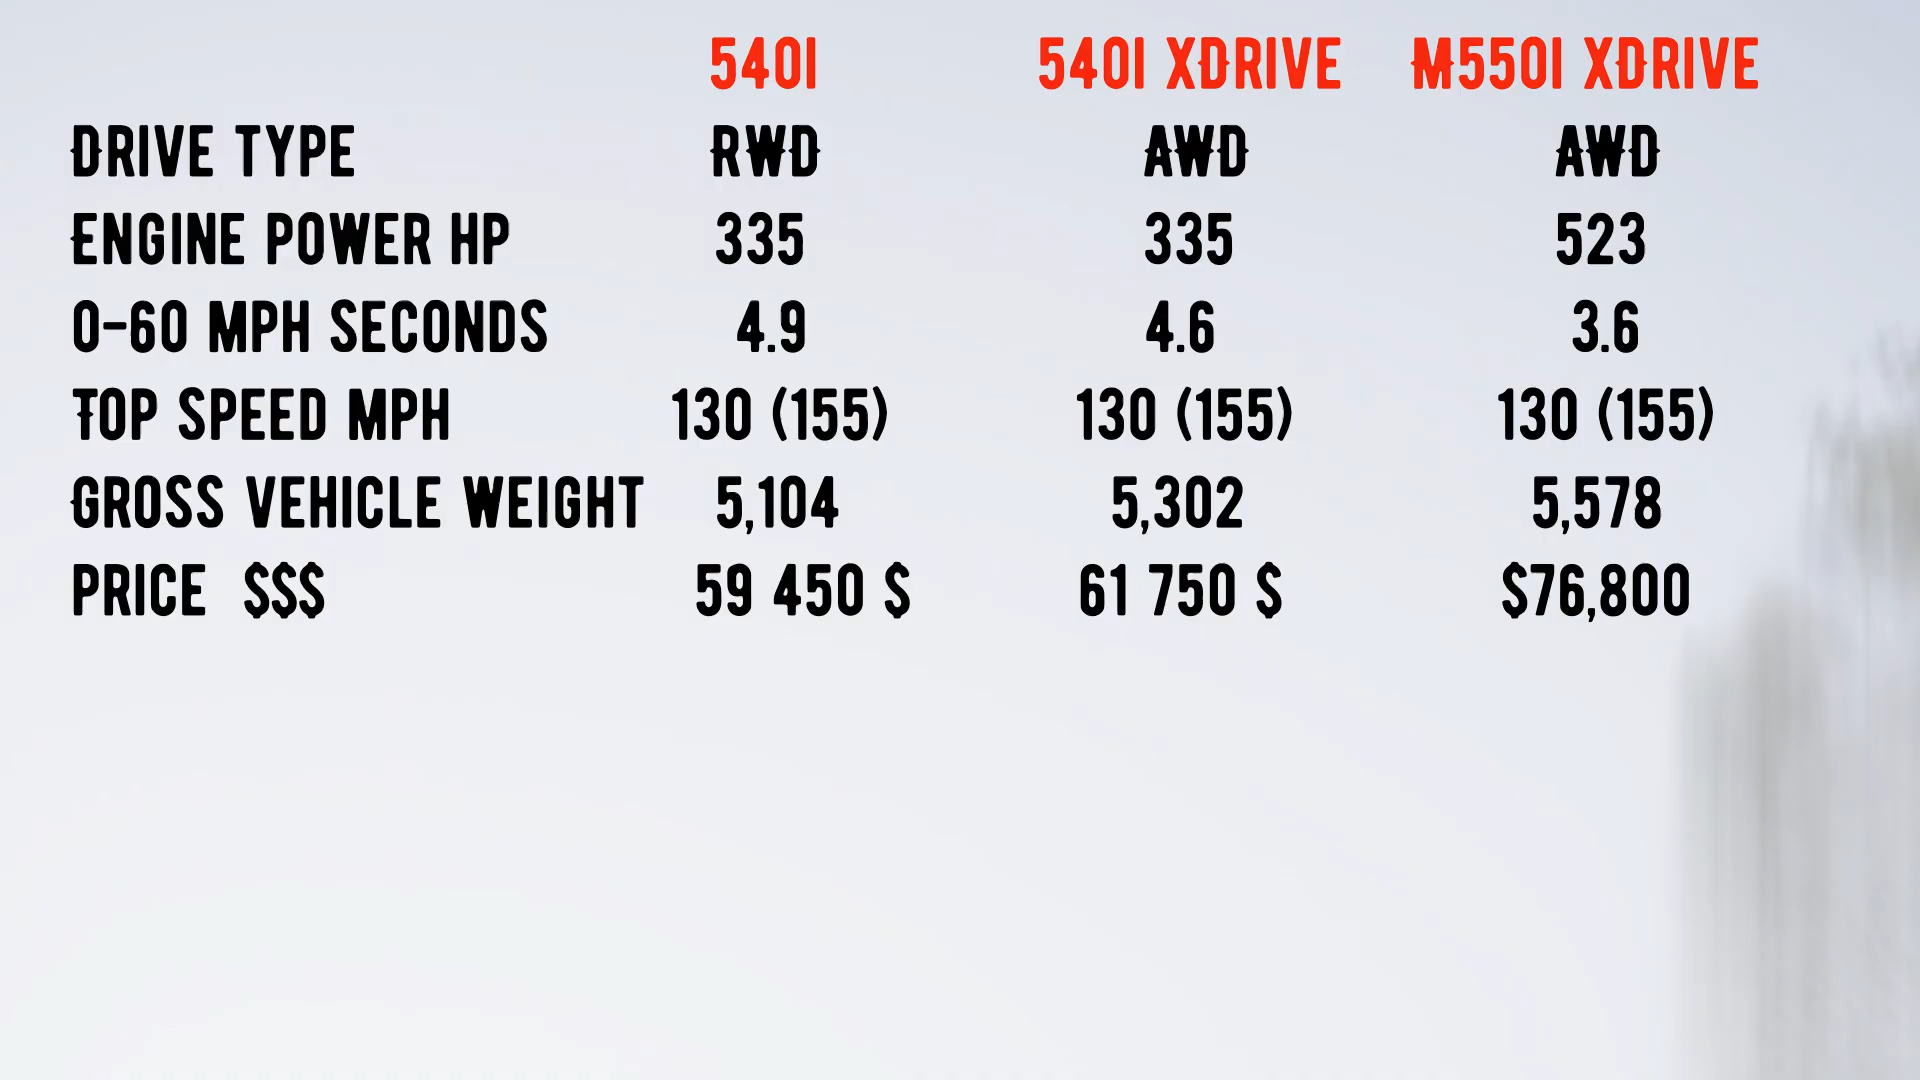 540I 540I XDRIVE M550I XDRIVE
DRIVE TYPE RWD AWD AWD
ENGINE POWER HP 335 335 523
0-60 MPH SECONDS 4.9 4.6 3.6
TOP SPEED MPH 130 (155) 130 (155) 130 (155)
GROSS VEHICLE WEIGHT 5,104 5,302 5,578
PRICE $$$ 59 450 $ 61 750 $ $76,800